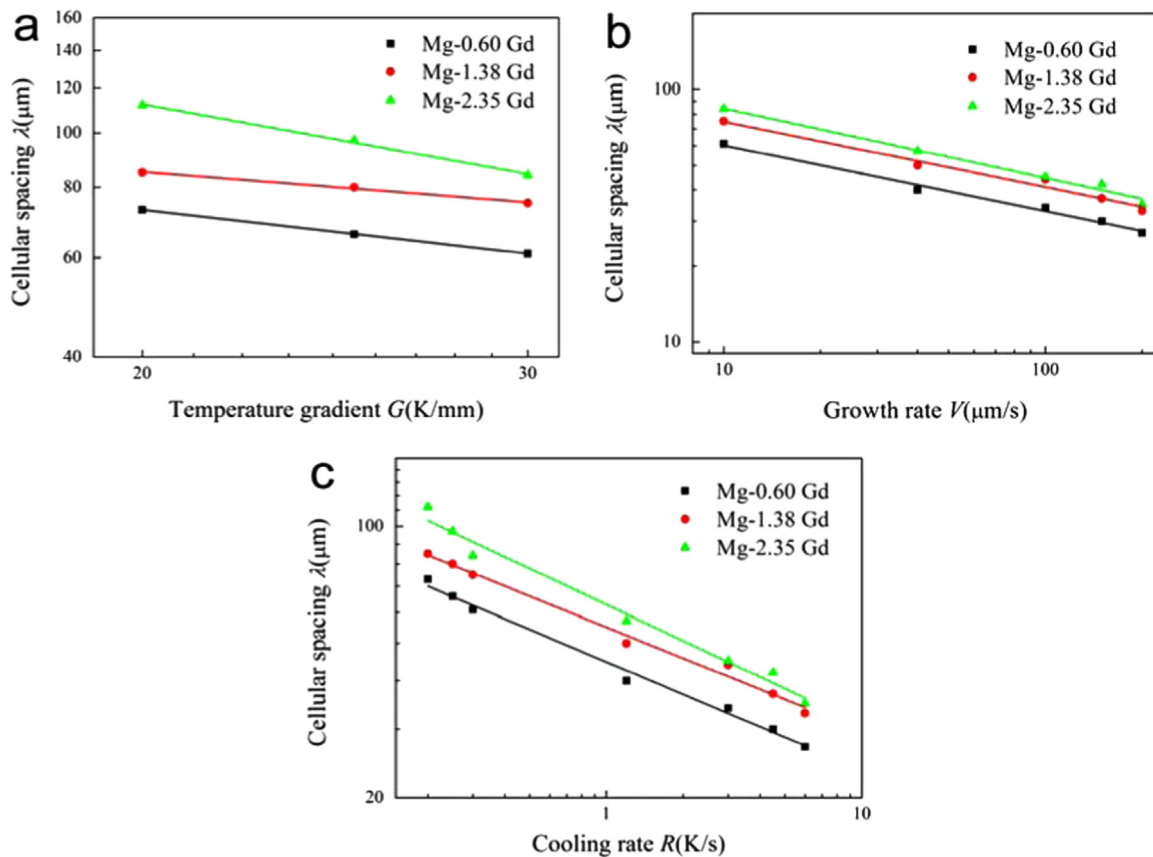 a
160
140
120
100
80
60
40
Cellular spacing λ(μm)
Mg-0.60 Gd
Mg-1.38 Gd
Mg-2.35 Gd
20
30
Temperature gradient G(K/mm)
b
100
10
Cellular spacing λ(μm)
Mg-0.60 Gd
Mg-1.38 Gd
Mg-2.35 Gd
10
100
Growth rate V(μm/s)
c
100
20
Cellular spacing λ(μm)
Mg-0.60 Gd
Mg-1.38 Gd
Mg-2.35 Gd
1
10
Cooling rate R(K/s)